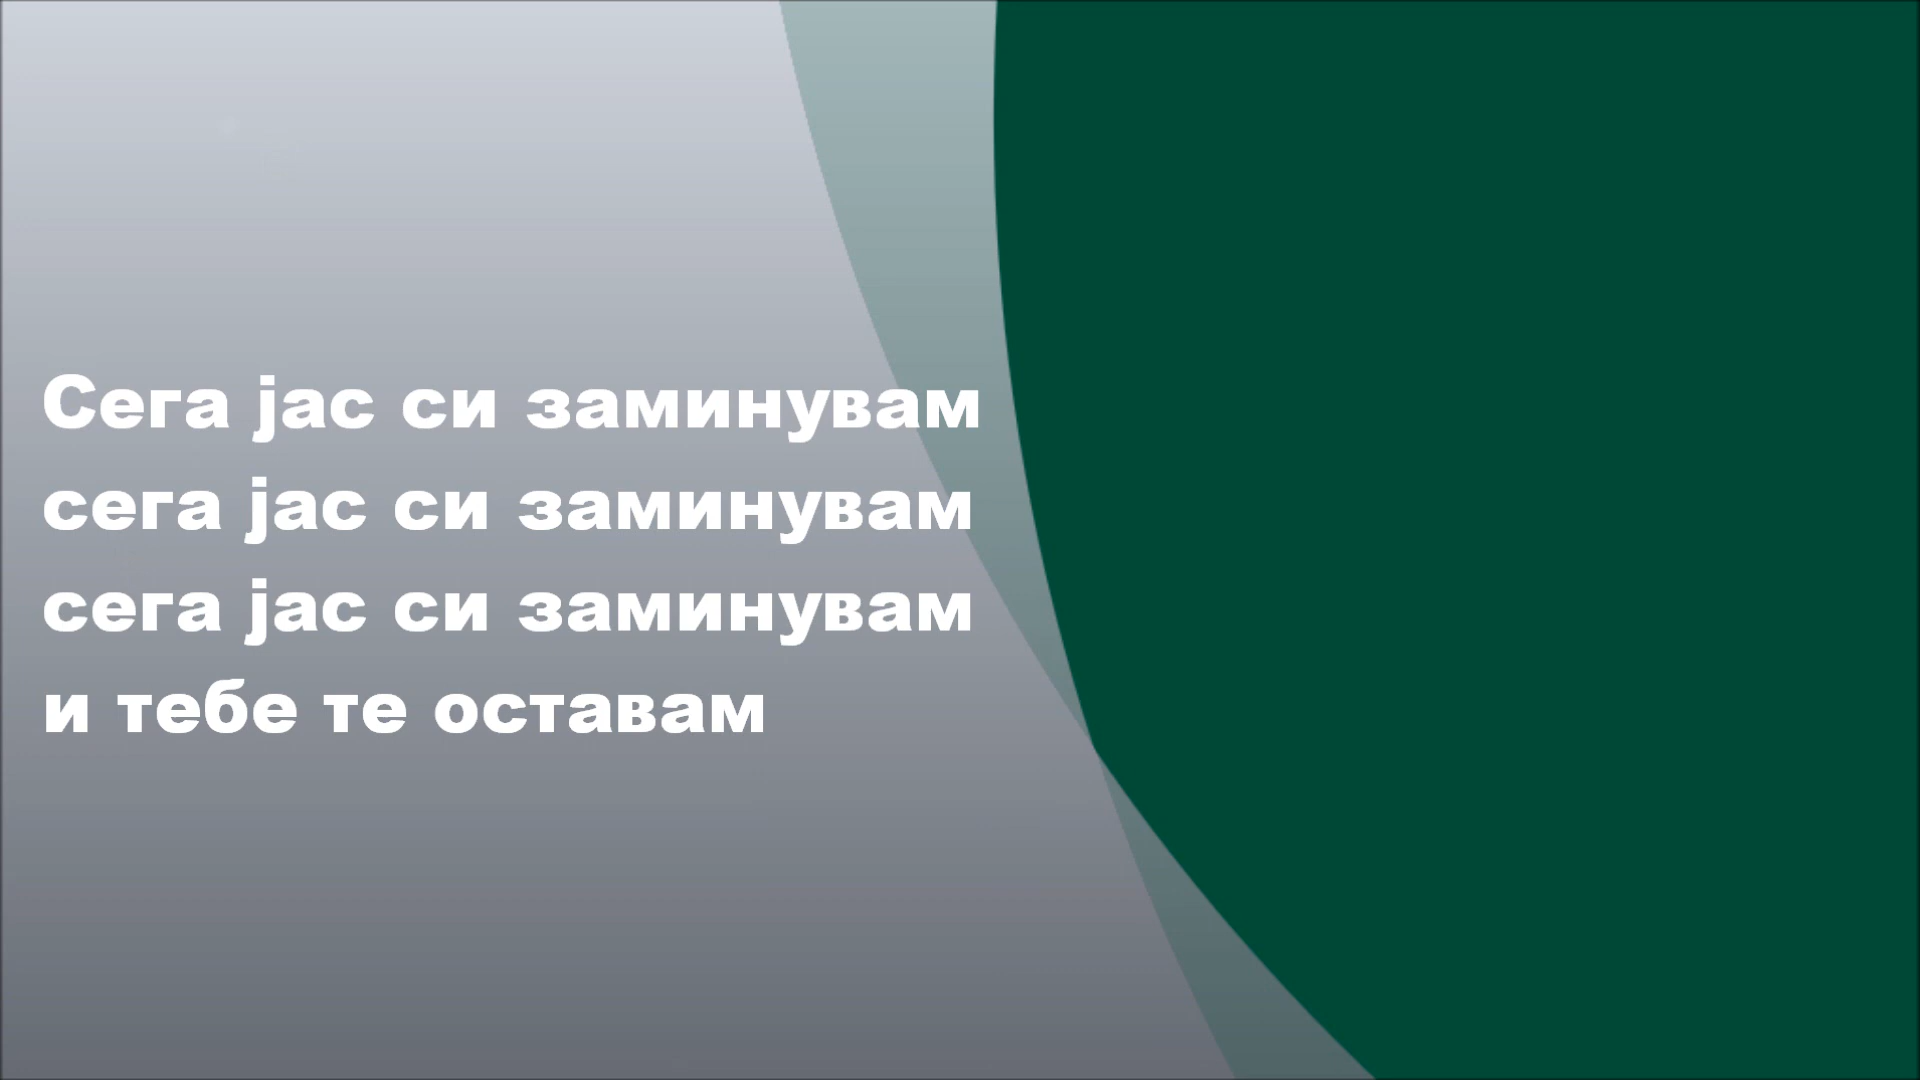 Сега јас си заминувам
сега јас си заминувам
сега јас си заминувам
и тебе те оставам